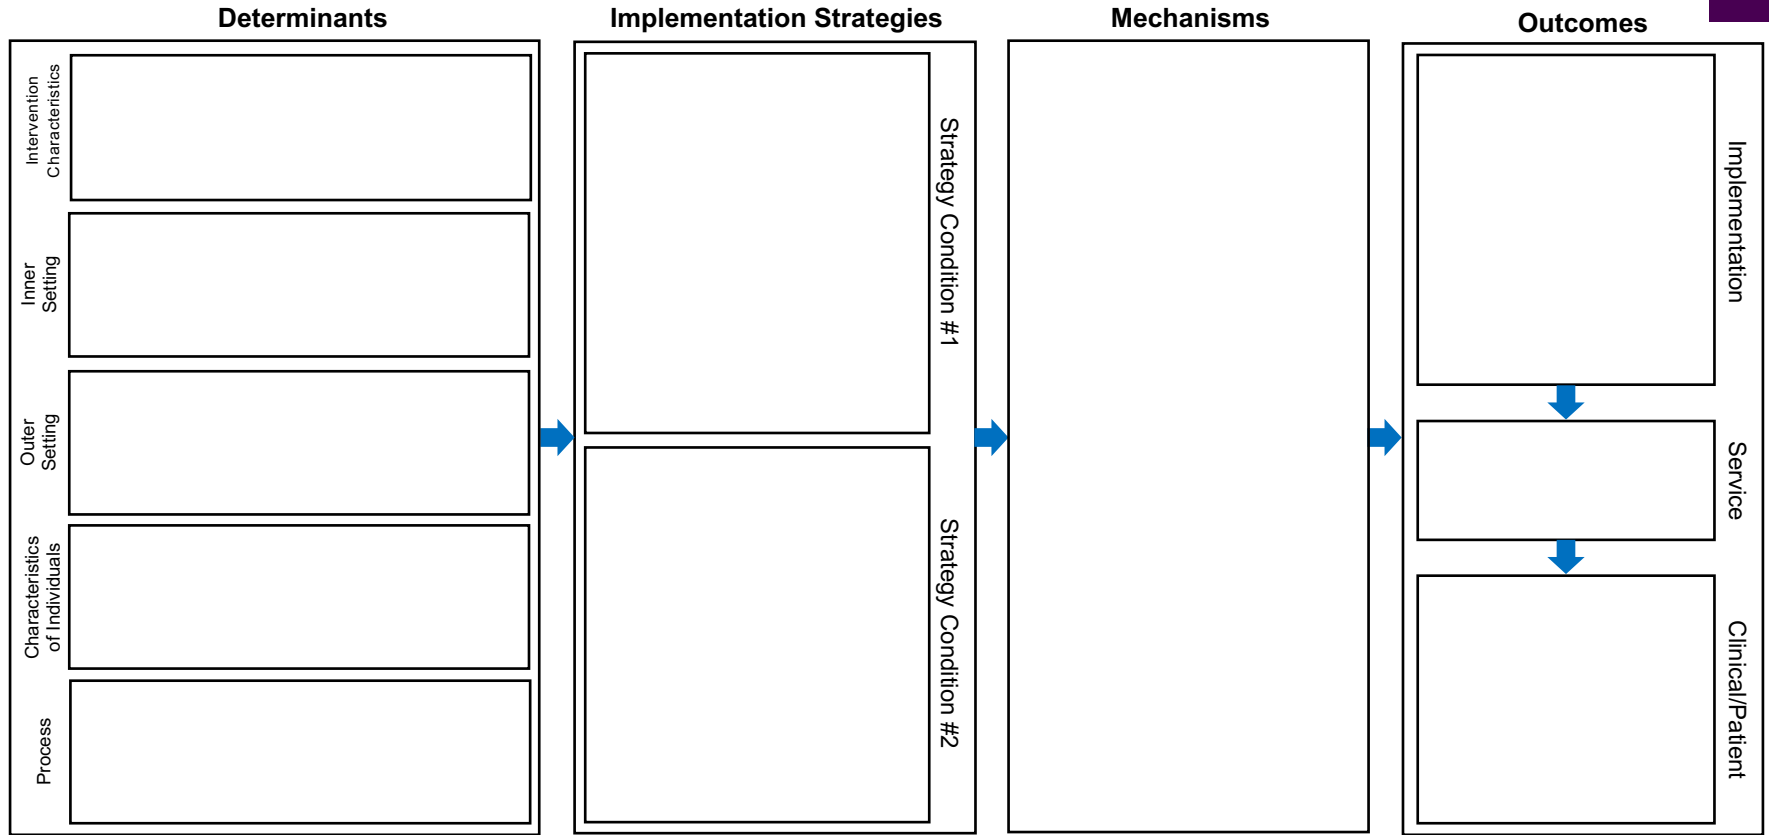 Determinants
Implementation Strategies
Mechanisms
Outcomes
Intervention
Characteristics
Inner
Setting
Outer
Setting
Characteristics
of Individuals
Process
Strategy Condition #1
Strategy Condition #2
Implementation
Service
Clinical/Patient